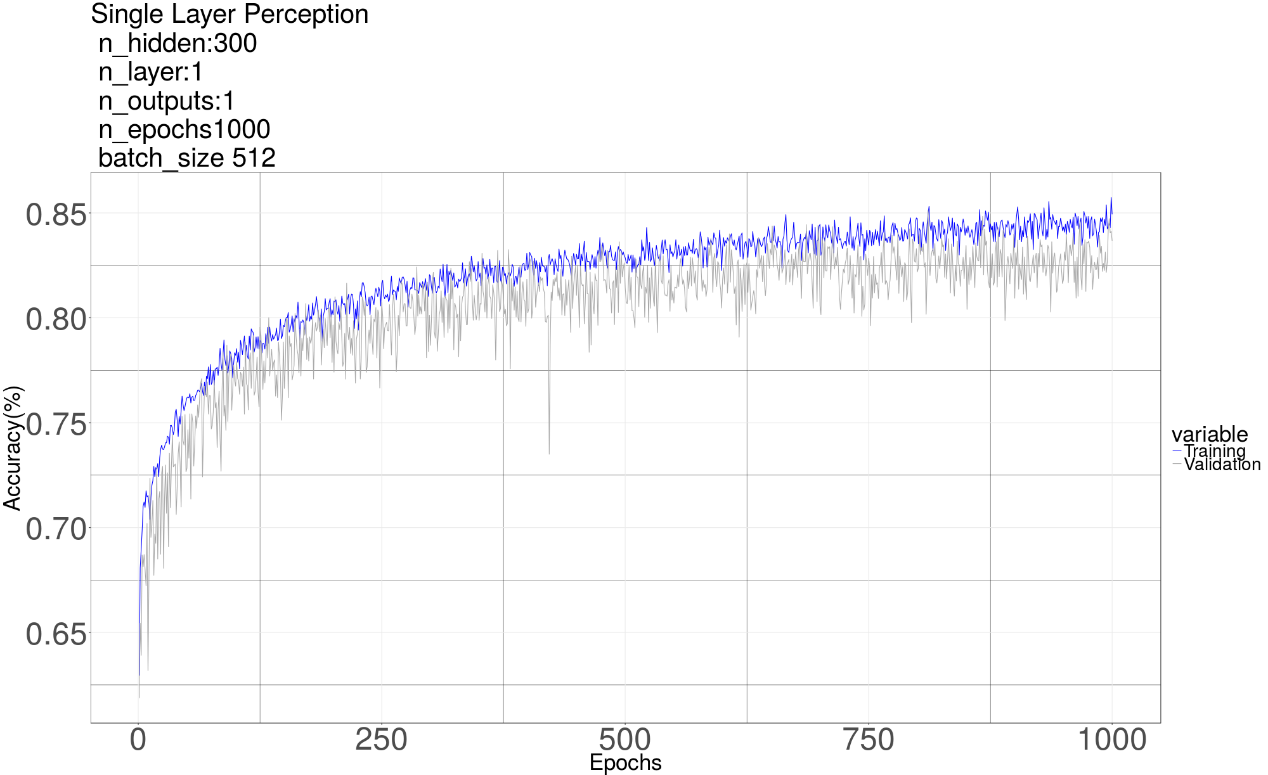 Single Layer Perception
n_hidden:300
n_layer:1
n_outputs:1
n_epochs1000
batch_size 512
0.85
0.80
0.75
0.70
0.65
Accuracy(%)
0 250 500 750 1000
Epochs
variable
Training
Validation